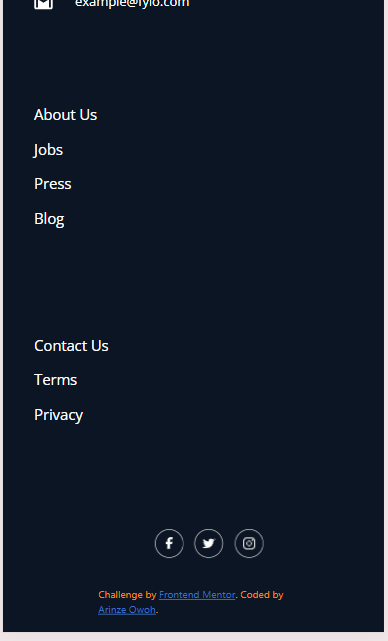 example@fylo.com
About Us
Jobs
Press
Blog
Contact Us
Terms
Privacy
Challenge by Frontend Mentor. Coded by
Arinze Owoh.